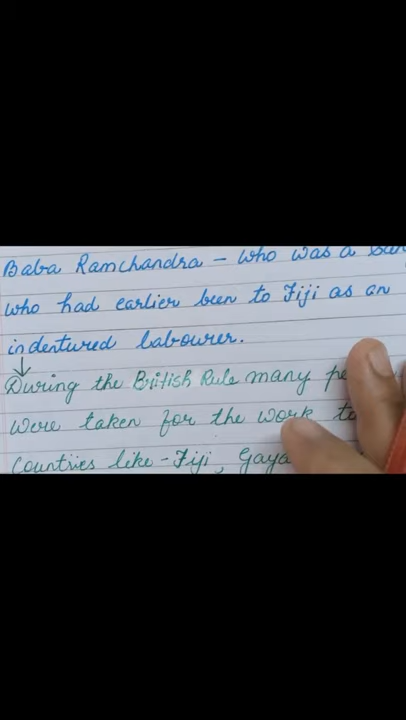 Baba Ramchandra - who was a
who had earlier been to Fiji as an
indentured labourer.
During the British Rule many
were taken for the work to
countries like - Fiji, Gaya